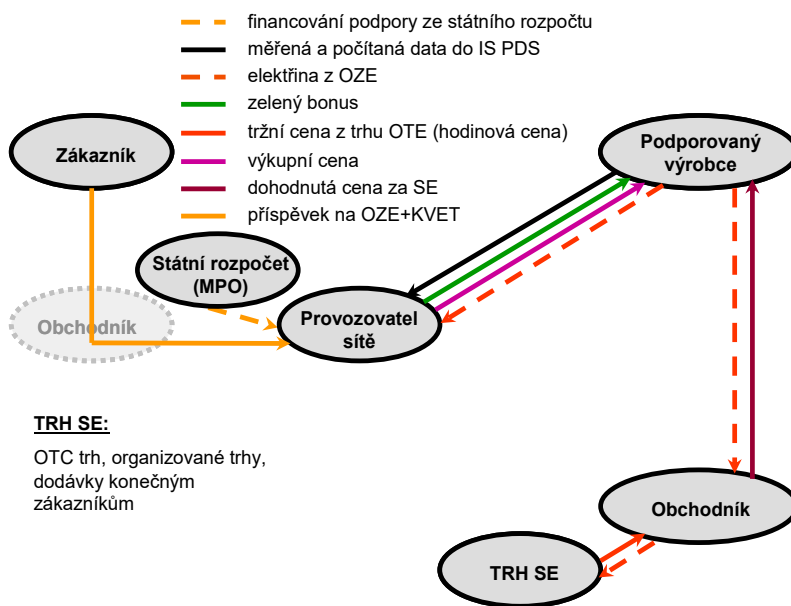 financování podpory ze státního rozpočtu
měřená a počítaná data do IS PDS
elektřina z OZE
zelený bonus
tržní cena z trhu OTE (hodinová cena)
výkupní cena
dohodnutá cena za SE
příspěvek na OZE+KVET
Zákazník
Podporovaný
výrobce
Státní rozpočet
(MPO)
Obchodník
Provozovatel
sítě
TRH SE:
OTC trh, organizované trhy,
dodávky konečným
zákazníkům
Obchodník
TRH SE